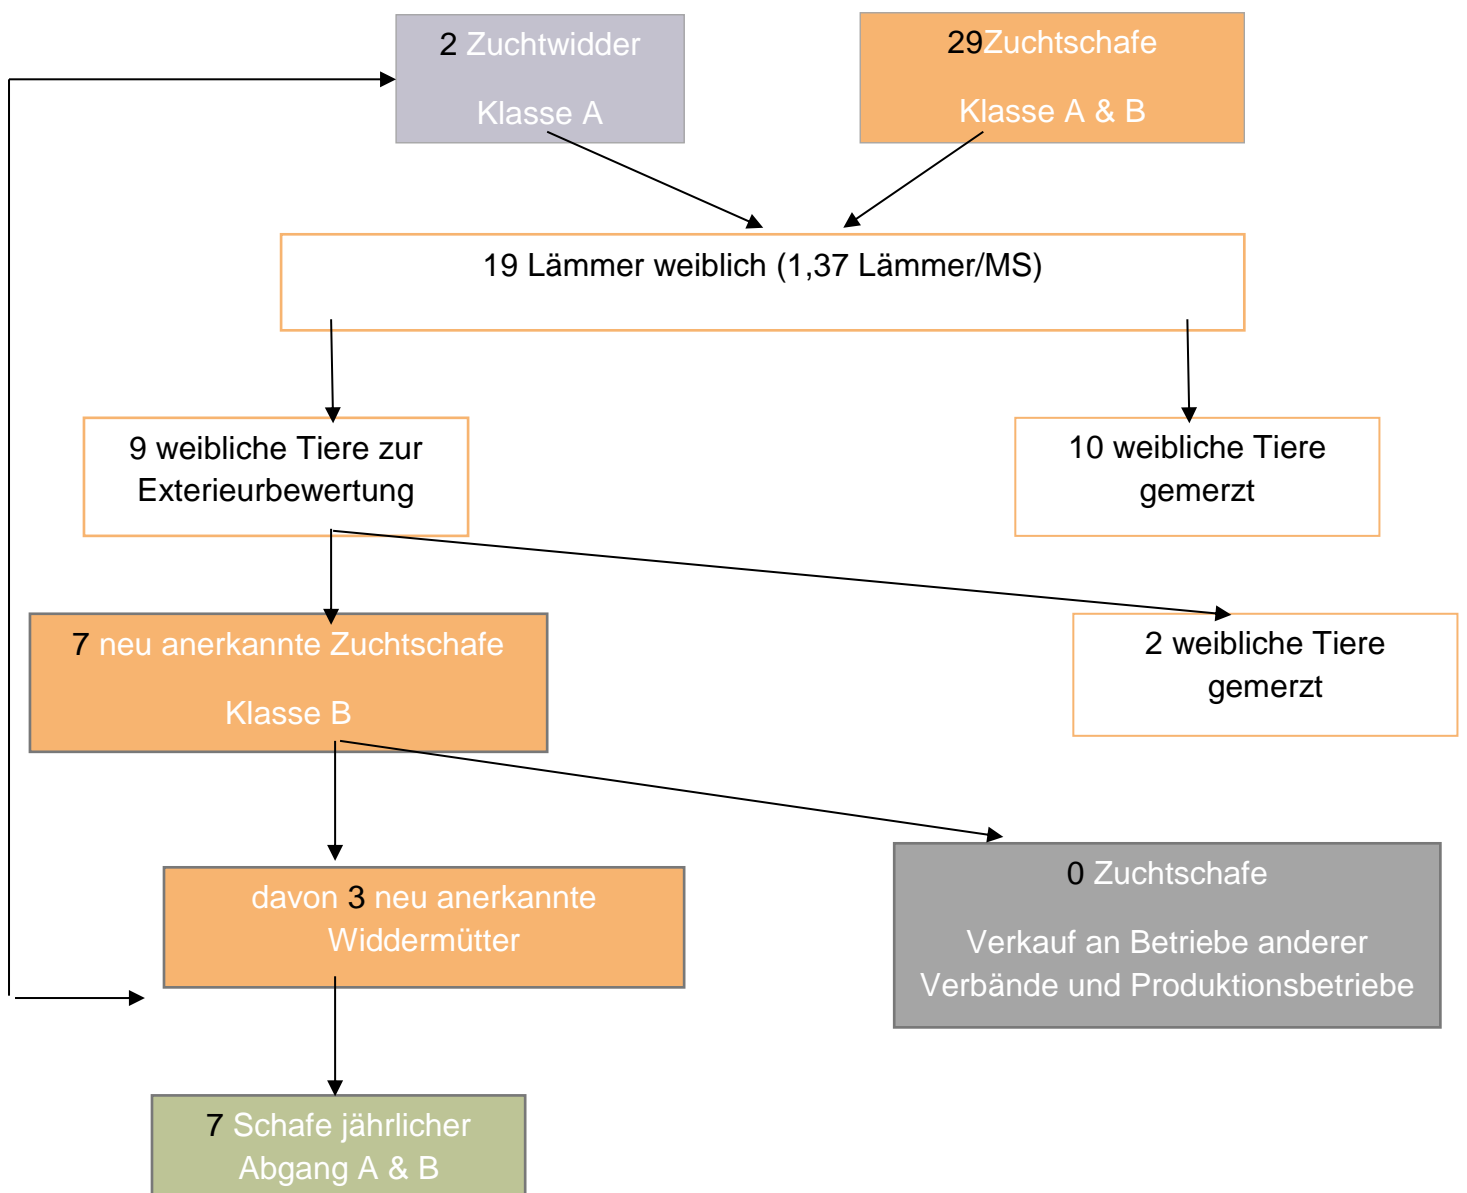 2 Zuchtwidder
Klasse A
29Zuchtschafe
Klasse A & B
19 Lämmer weiblich (1,37 Lämmer/MS)
9 weibliche Tiere zur
Exterieurbewertung
10 weibliche Tiere
gemerzt
7 neu anerkannte Zuchtschafe
Klasse B
2 weibliche Tiere
gemerzt
davon 3 neu anerkannte
Widdermütter
0 Zuchtschafe
Verkauf an Betriebe anderer
Verbände und Produktionsbetriebe
7 Schafe jährlicher
Abgang A & B